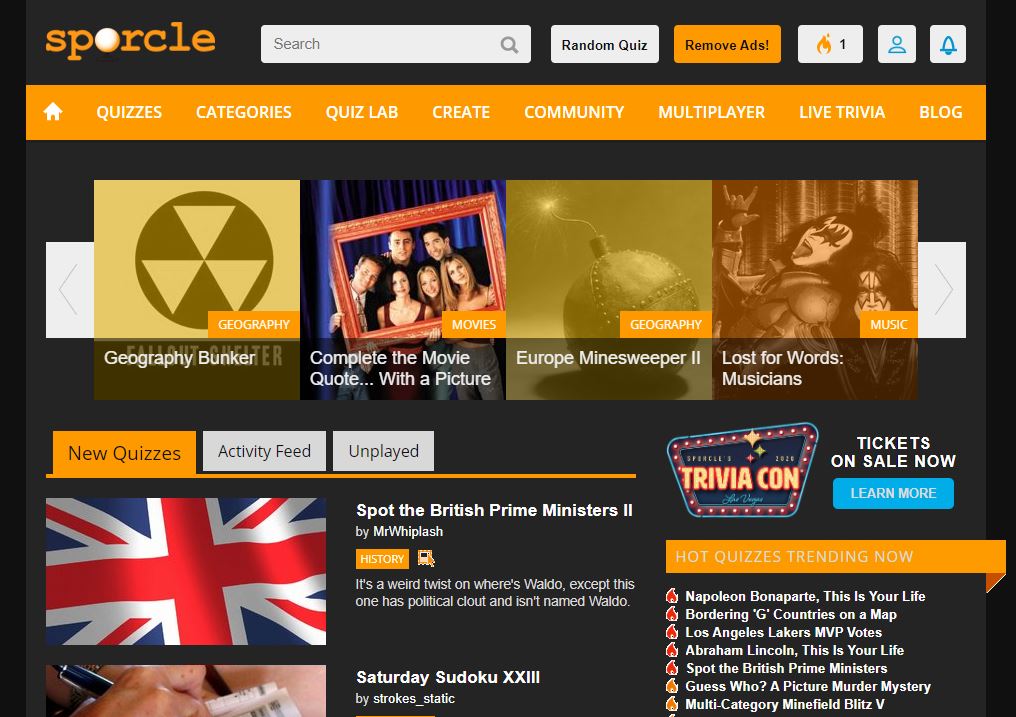 sporcle
Search
Random Quiz
Remove Ads!
1
QUIZZES
CATEGORIES
QUIZ LAB
CREATE
COMMUNITY
MULTIPLAYER
LIVE TRIVIA
BLOG
GEOGRAPHY
FALLOUT SHELTER
Geography Bunker
MOVIES
Complete the Movie
Quote... With a Picture
GEOGRAPHY
Europe Minesweeper II
MUSIC
Lost for Words:
Musicians
New Quizzes
Activity Feed
Unplayed
SPORCLE'S 2020
TRIVIA CON
Las Vegas
TICKETS
ON SALE NOW
LEARN MORE
Spot the British Prime Ministers II
by MrWhiplash
HISTORY
It's a weird twist on where's Waldo, except this
one has political clout and isn't named Waldo.
Saturday Sudoku XXIII
by strokes_static
HOT QUIZZES TRENDING NOW
Napoleon Bonaparte, This Is Your Life
Bordering 'G' Countries on a Map
Los Angeles Lakers MVP Votes
Abraham Lincoln, This Is Your Life
Spot the British Prime Ministers
Guess Who? A Picture Murder Mystery
Multi-Category Minefield Blitz V